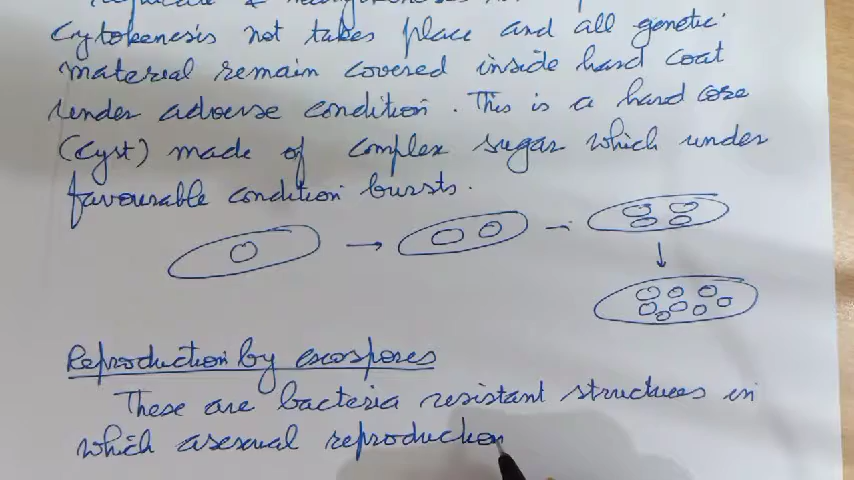 Cytokenesis not takes place and all genetic
material remain covered inside hard coat
under adverse condition. This is a hard core
(cyst) made of complex sugar which under
favourable condition bursts.
Reproduction by exospores
These are bacteria resistant structures in
which asexual reproduction